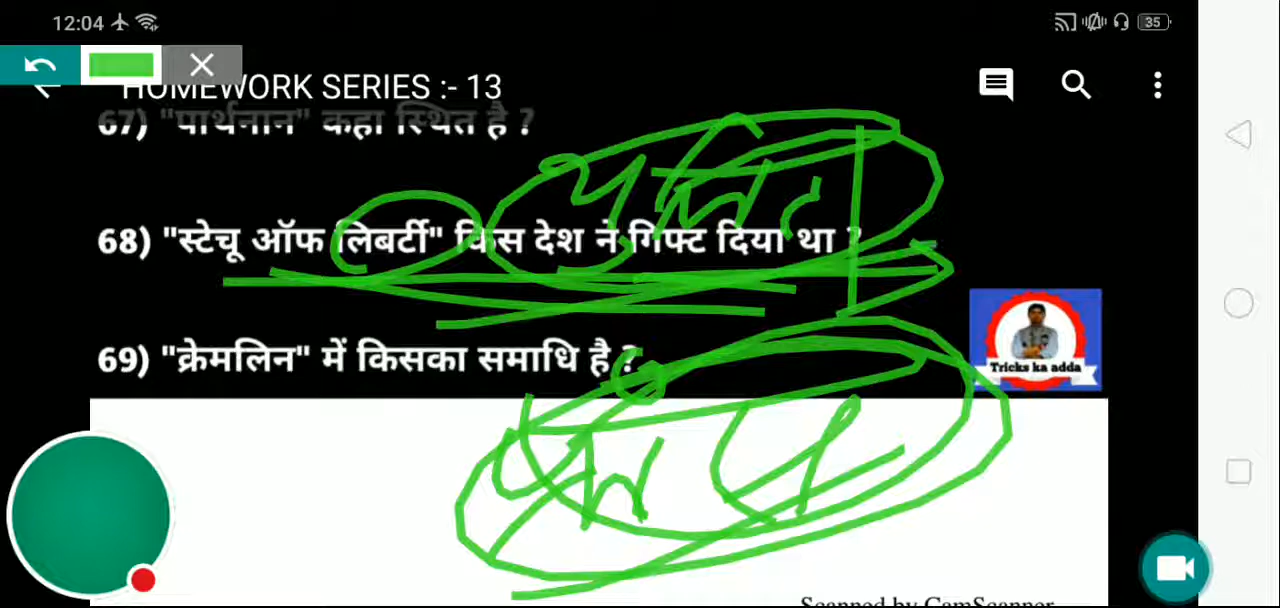 12:04
35
HOMEWORK SERIES :- 13
67) "पार्थनान" कहा स्थित है ?
68) "स्टेचू ऑफ लिबर्टी" किस देश ने गिफ्ट दिया था ?
69) "क्रेमलिन" में किसका समाधि है ?
Tricks ka adda
Scanned by CamScanner